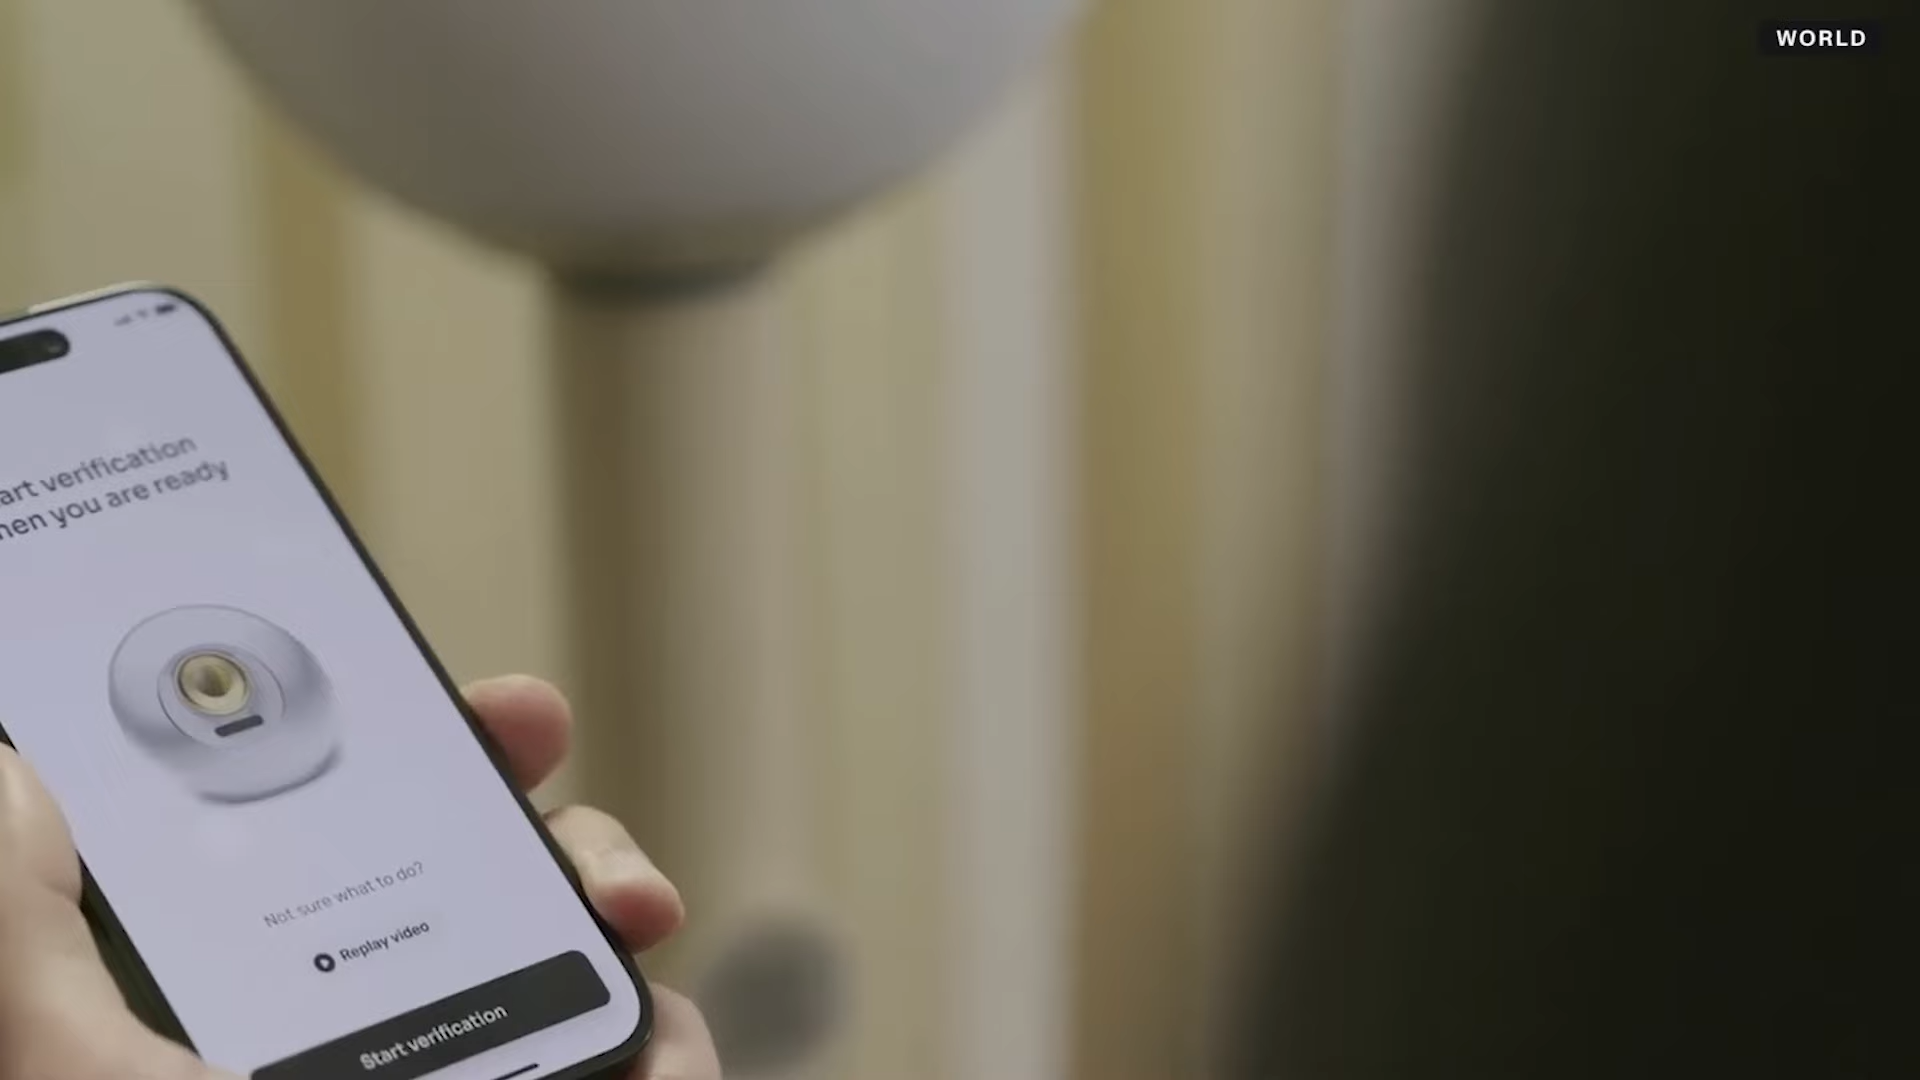 WORLD
art verification
hen you are ready
Not sure what to do?
Replay video
Start verification